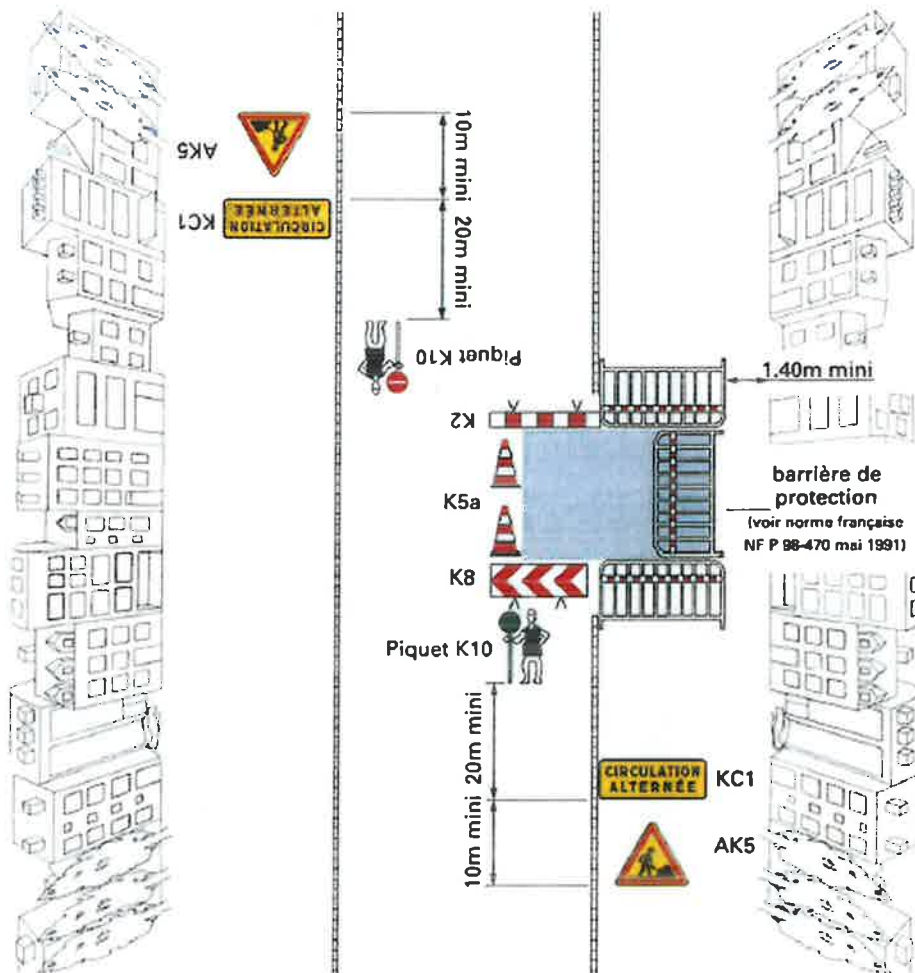 AK5
10m mini
KC1
CIRCULATION
ALTERNÉE
20m mini
Piquet K10
1.40m mini
K2
K5a
barrière de
protection
(voir norme française
NF P 98-470 mai 1991)
K8
Piquet K10
20m mini
CIRCULATION
ALTERNÉE
KC1
10m mini
AK5